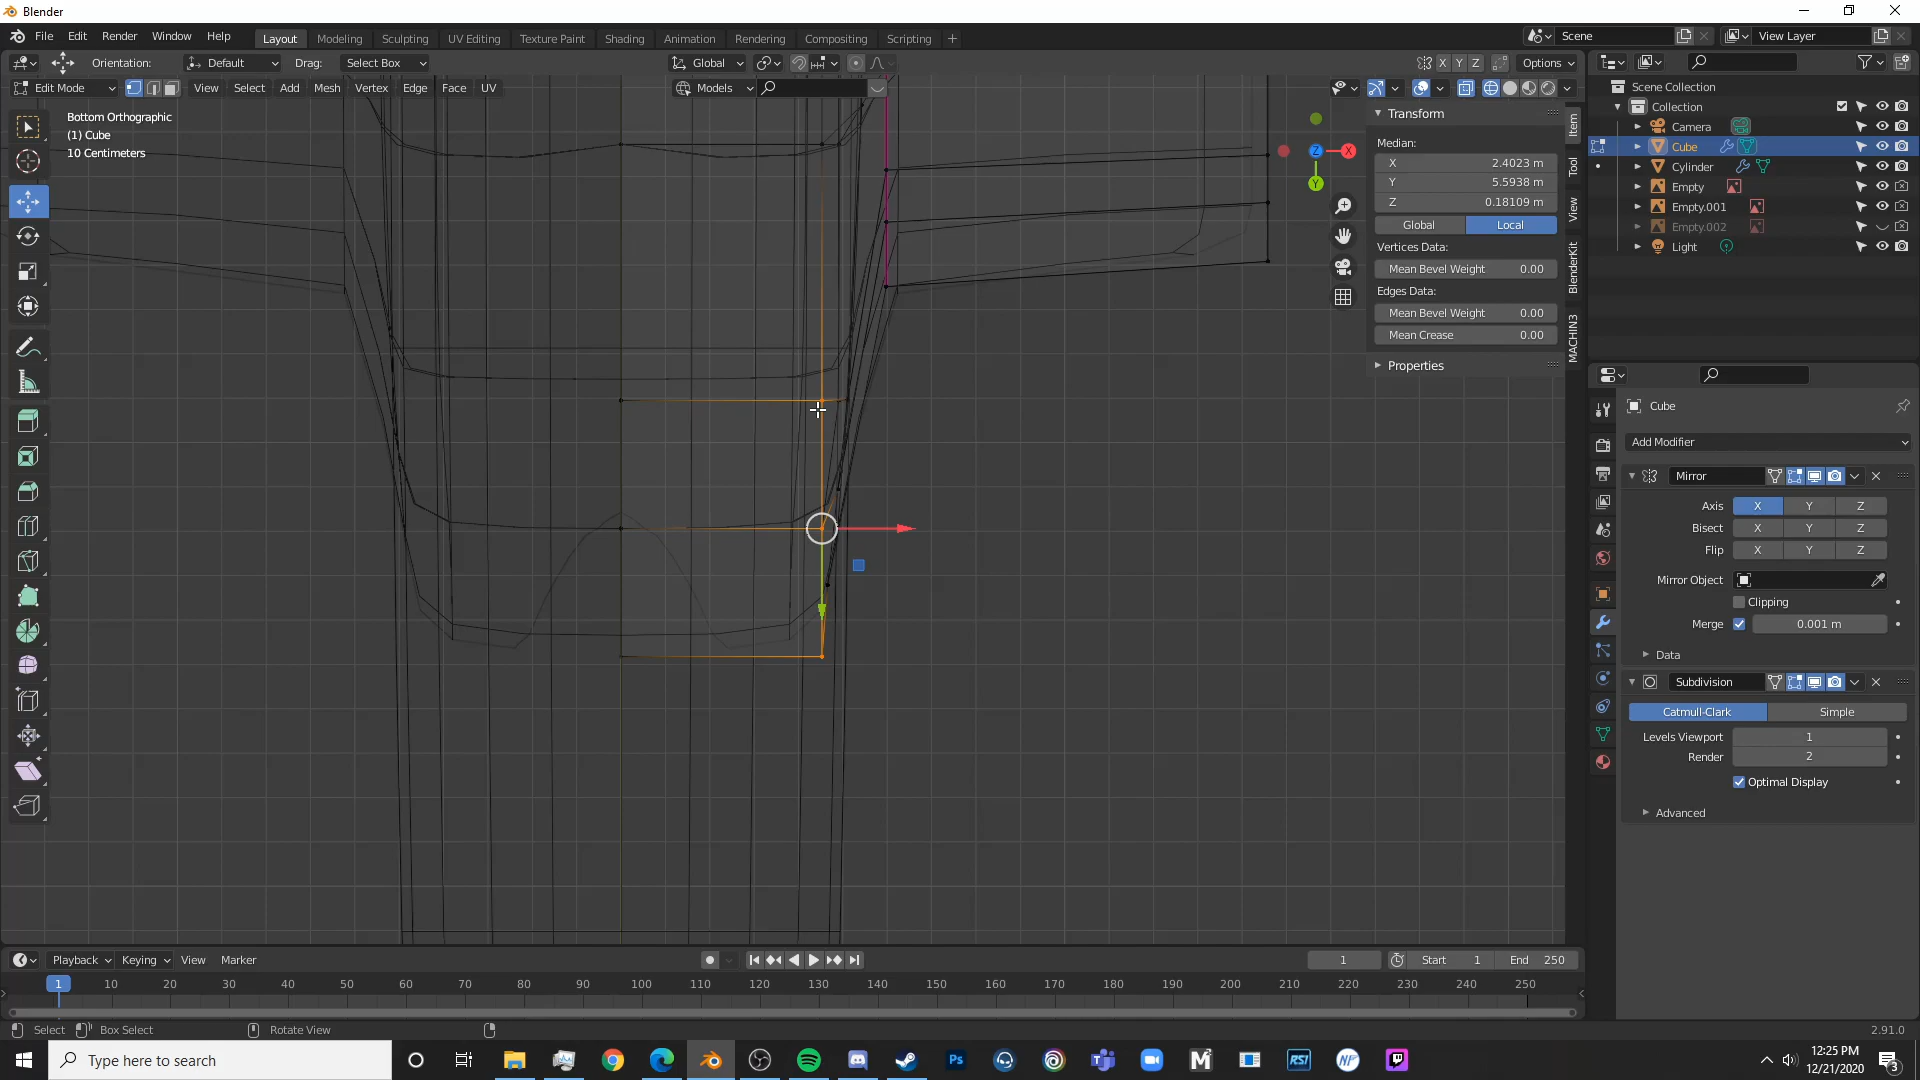 Blender
File Edit Render Window Help Layout Modeling Sculpting UV Editing Texture Paint Shading Animation Rendering Compositing Scripting + Scene View Layer
Orientation: Default Drag: Select Box Global X Y Z Options
Edit Mode View Select Add Mesh Vertex Edge Face UV Models
Bottom Orthographic
(1) Cube
10 Centimeters
X
Z
Y
Transform
Median:
X 2.4023 m
Y 5.5938 m
Z 0.18109 m
Global Local
Vertices Data:
Mean Bevel Weight 0.00
Edges Data:
Mean Bevel Weight 0.00
Mean Crease 0.00
Properties
Item
Tool
View
BlenderKit
MACHIN3
Scene Collection
Collection
Camera
Cube
Cylinder
Empty
Empty.001
Empty.002
Light
Cube
Add Modifier
Mirror
Axis X Y Z
Bisect X Y Z
Flip X Y Z
Mirror Object
Clipping
Merge 0.001 m
Data
Subdivision
Catmull-Clark Simple
Levels Viewport 1
Render 2
Optimal Display
Advanced
Playback Keying View Marker 1 Start 1 End 250
1 10 20 30 40 50 60 70 80 90 100 110 120 130 140 150 160 170 180 190 200 210 220 230 240 250
Select Box Select Rotate View 2.91.0
Type here to search
Ps
M
RSI
NP
12:25 PM
12/21/2020
3